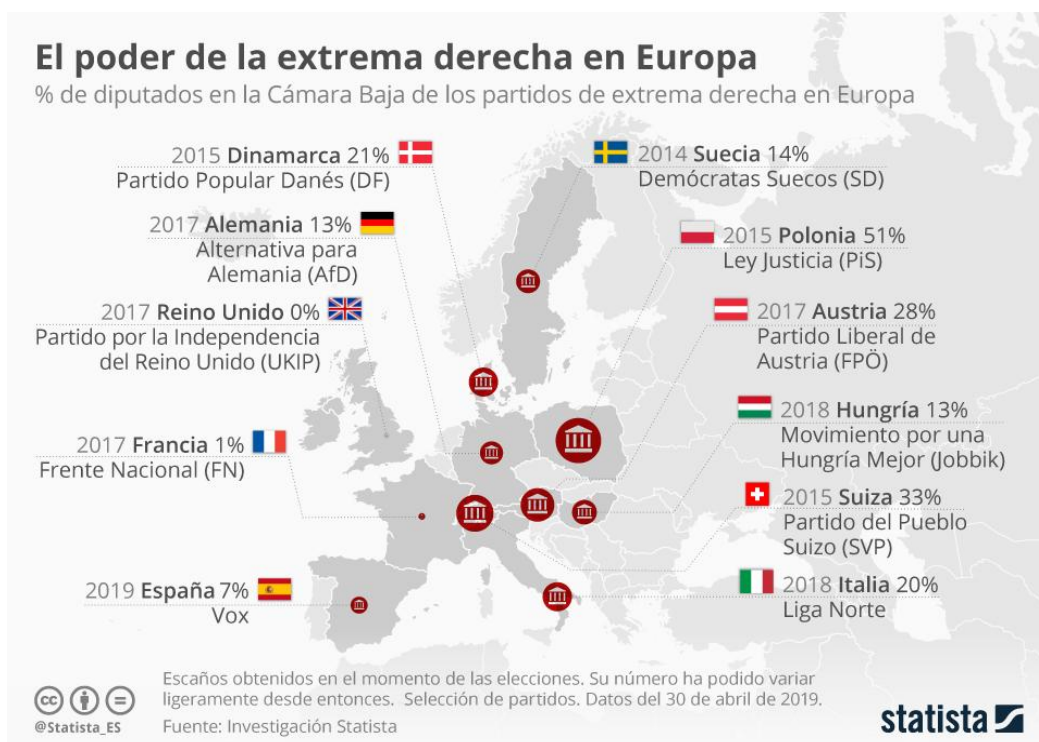 El poder de la extrema derecha en Europa
% de diputados en la Cámara Baja de los partidos de extrema derecha en Europa
2015 Dinamarca 21%
Partido Popular Danés (DF)
2017 Alemania 13%
Alternativa para
Alemania (AfD)
2017 Reino Unido 0%
Partido por la Independencia
del Reino Unido (UKIP)
2017 Francia 1%
Frente Nacional (FN)
2019 España 7%
Vox
2014 Suecia 14%
Demócratas Suecos (SD)
2015 Polonia 51%
Ley Justicia (PiS)
2017 Austria 28%
Partido Liberal de
Austria (FPÖ)
2018 Hungría 13%
Movimiento por una
Hungría Mejor (Jobbik)
2015 Suiza 33%
Partido del Pueblo
Suizo (SVP)
2018 Italia 20%
Liga Norte
Escaños obtenidos en el momento de las elecciones. Su número ha podido variar
ligeramente desde entonces. Selección de partidos. Datos del 30 de abril de 2019.
Fuente: Investigación Statista
cc
@Statista_ES
statista